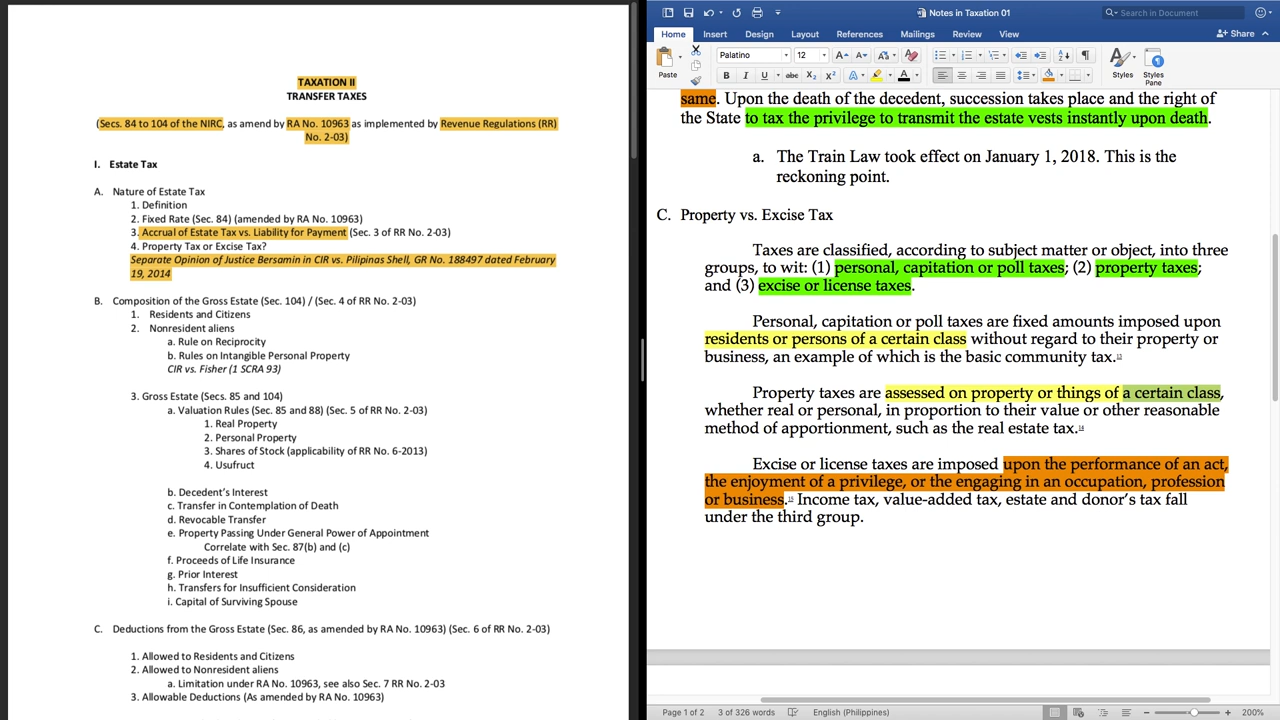 TAXATION II
TRANSFER TAXES
(Secs. 84 to 104 of the NIRC, as amend by RA No. 10963 as implemented by Revenue Regulations (RR)
No. 2-03)
I. Estate Tax
A. Nature of Estate Tax
1. Definition
2. Fixed Rate (Sec. 84) (amended by RA No. 10963)
3. Accrual of Estate Tax vs. Liability for Payment (Sec. 3 of RR No. 2-03)
4. Property Tax or Excise Tax?
Separate Opinion of Justice Bersamin in CIR vs. Pilipinas Shell, GR No. 188497 dated February
19, 2014
B. Composition of the Gross Estate (Sec. 104) / (Sec. 4 of RR No. 2-03)
1. Residents and Citizens
2. Nonresident aliens
a. Rule on Reciprocity
b. Rules on Intangible Personal Property
CIR vs. Fisher (1 SCRA 93)
3. Gross Estate (Secs. 85 and 104)
a. Valuation Rules (Sec. 85 and 88) (Sec. 5 of RR No. 2-03)
1. Real Property
2. Personal Property
3. Shares of Stock (applicability of RR No. 6-2013)
4. Usufruct
b. Decedent's Interest
c. Transfer in Contemplation of Death
d. Revocable Transfer
e. Property Passing Under General Power of Appointment
Correlate with Sec. 87(b) and (c)
f. Proceeds of Life Insurance
g. Prior Interest
h. Transfers for Insufficient Consideration
i. Capital of Surviving Spouse
C. Deductions from the Gross Estate (Sec. 86, as amended by RA No. 10963) (Sec. 6 of RR No. 2-03)
1. Allowed to Residents and Citizens
2. Allowed to Nonresident aliens
a. Limitation under RA No. 10963, see also Sec. 7 RR No. 2-03
3. Allowable Deductions (As amended by RA No. 10963)
Notes in Taxation 01
Search in Document
Home Insert Design Layout References Mailings Review View
Share
Paste
Palatino 12
B I U abc X₂ X² A
Styles
Styles Pane
same. Upon the death of the decedent, succession takes place and the right of
the State to tax the privilege to transmit the estate vests instantly upon death.
a. The Train Law took effect on January 1, 2018. This is the
reckoning point.
C. Property vs. Excise Tax
Taxes are classified, according to subject matter or object, into three
groups, to wit: (1) personal, capitation or poll taxes; (2) property taxes;
and (3) excise or license taxes.
Personal, capitation or poll taxes are fixed amounts imposed upon
residents or persons of a certain class without regard to their property or
business, an example of which is the basic community tax.13
Property taxes are assessed on property or things of a certain class,
whether real or personal, in proportion to their value or other reasonable
method of apportionment, such as the real estate tax.14
Excise or license taxes are imposed upon the performance of an act,
the enjoyment of a privilege, or the engaging in an occupation, profession
or business.15 Income tax, value-added tax, estate and donor's tax fall
under the third group.
Page 1 of 2 3 of 326 words English (Philippines) 200%